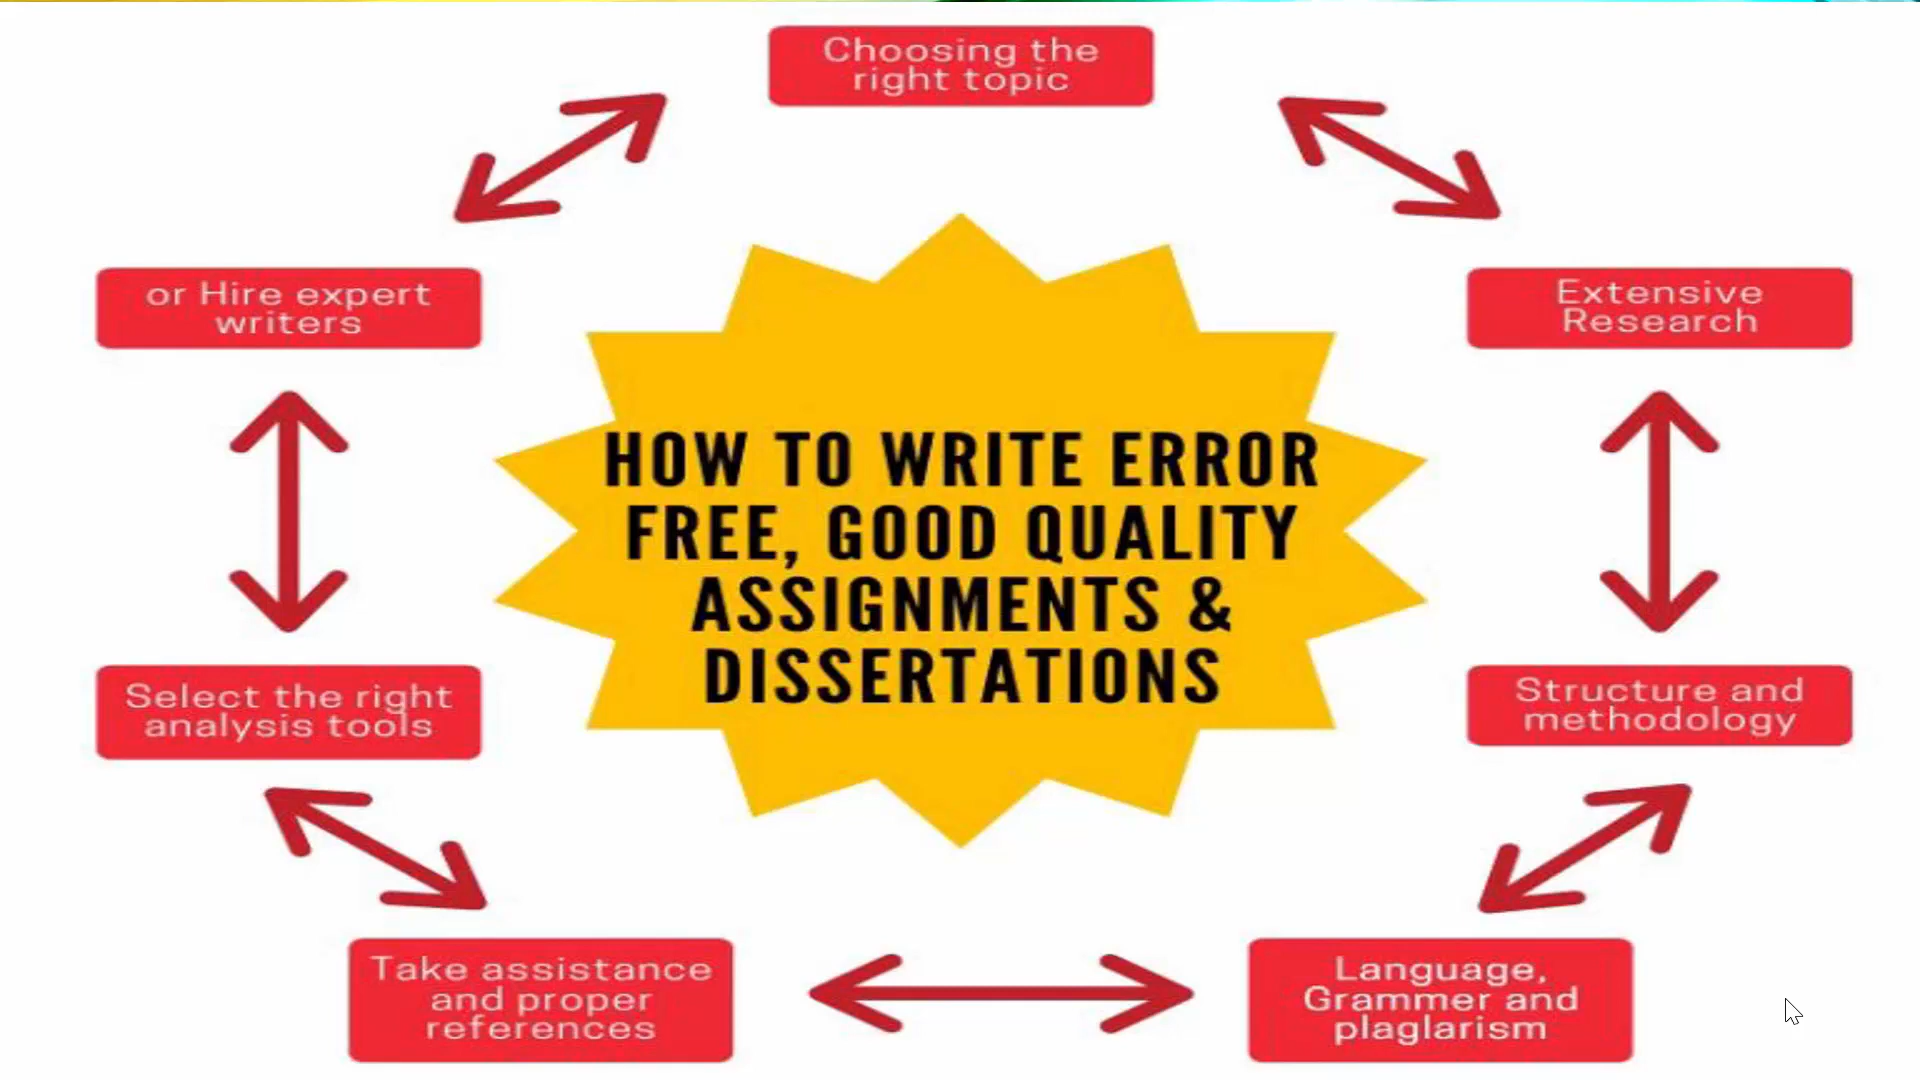 Choosing the
right topic
or Hire expert
writers
Extensive
Research
HOW TO WRITE ERROR
FREE, GOOD QUALITY
ASSIGNMENTS &
DISSERTATIONS
Select the right
analysis tools
Structure and
methodology
Take assistance
and proper
references
Language,
Grammer and
plaglarism